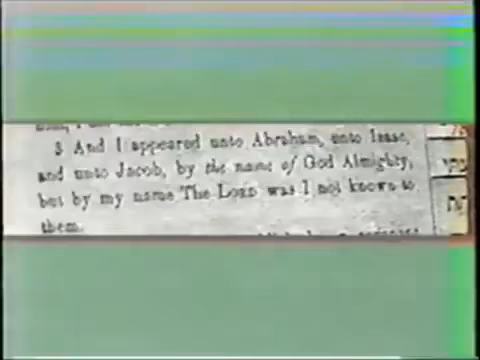 3 And I appeared unto Abraham, unto Isaac,
and unto Jacob, by the name of God Almighty,
but by my name The Lord was I not known to
them.